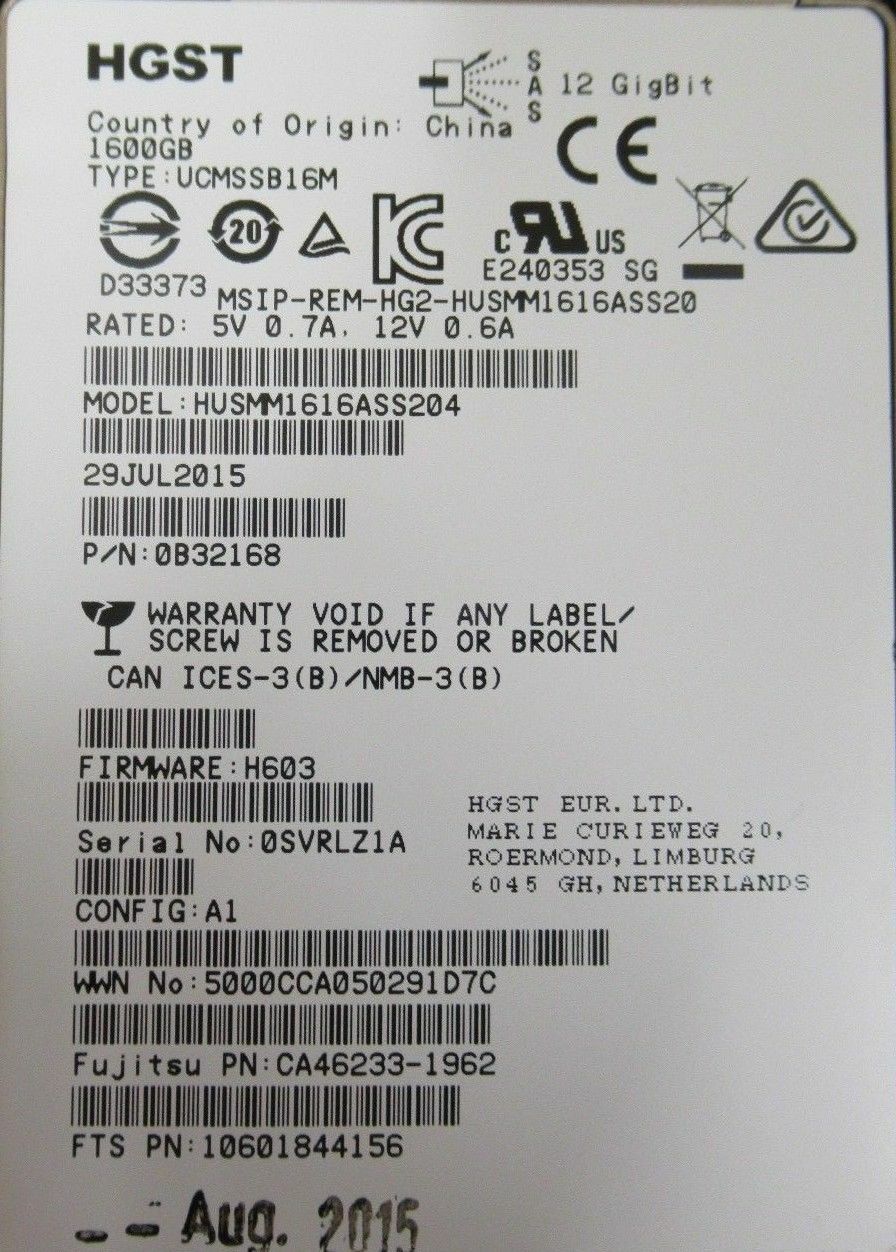 HGST
SAS 12 GigBit
Country of Origin: China
1600GB
CE
TYPE:UCMSSB16M
20
C US
E240353 SG
D33373
MSIP-REM-HG2-HUSMM1616ASS20
RATED: 5V 0.7A, 12V 0.6A
MODEL:HUSMM1616ASS204
29JUL2015
P/N:0B32168
WARRANTY VOID IF ANY LABEL/
SCREW IS REMOVED OR BROKEN
CAN ICES-3(B)/NMB-3(B)
FIRMWARE:H603
Serial No:0SVRLZ1A
HGST EUR. LTD.
MARIE CURIEWEG 20,
ROERMOND, LIMBURG
6045 GH, NETHERLANDS
CONFIG:A1
WWN No:5000CCA050291D7C
Fujitsu PN:CA46233-1962
FTS PN:10601844156
-- Aug. 2015